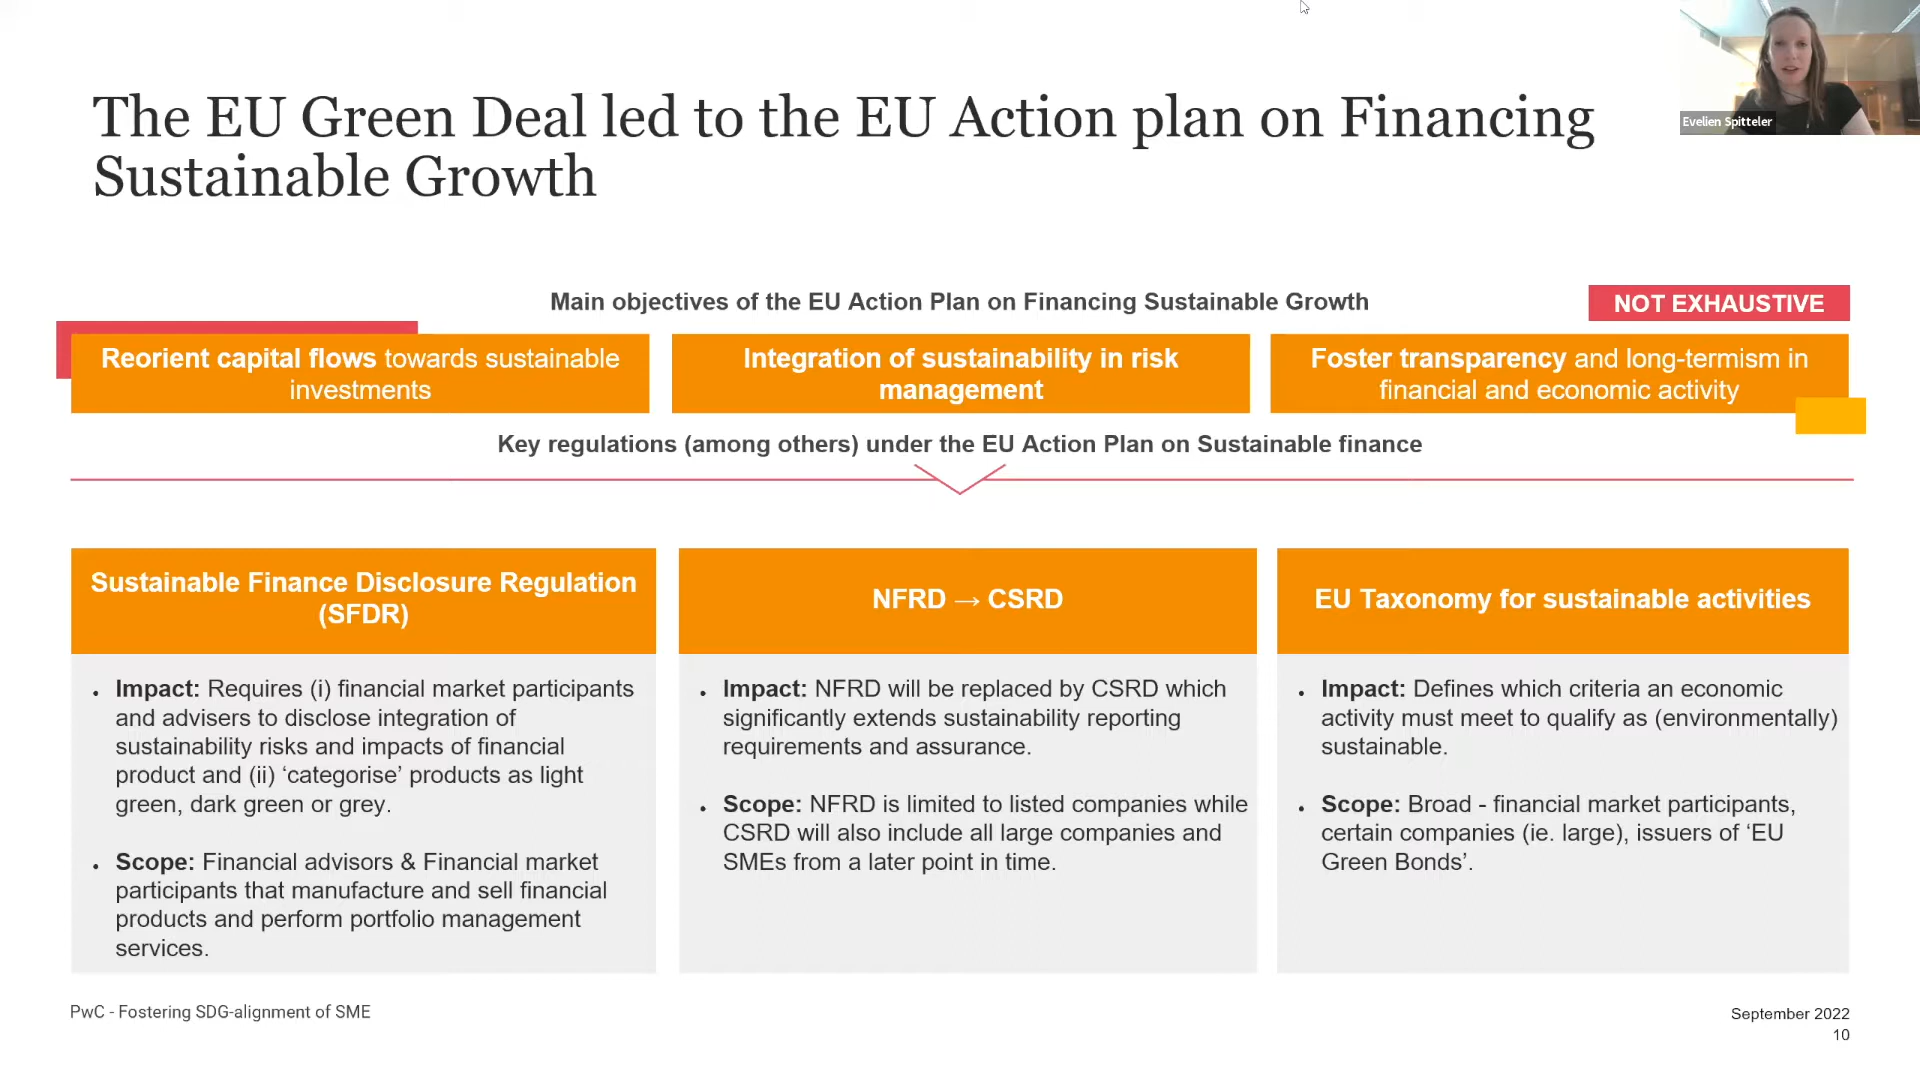 Evelien Spitteler
The EU Green Deal led to the EU Action plan on Financing
Sustainable Growth
Main objectives of the EU Action Plan on Financing Sustainable Growth
NOT EXHAUSTIVE
Reorient capital flows towards sustainable
investments
Integration of sustainability in risk
management
Foster transparency and long-termism in
financial and economic activity
Key regulations (among others) under the EU Action Plan on Sustainable finance
Sustainable Finance Disclosure Regulation
(SFDR)
• Impact: Requires (i) financial market participants
and advisers to disclose integration of
sustainability risks and impacts of financial
product and (ii) ‘categorise’ products as light
green, dark green or grey.
• Scope: Financial advisors & Financial market
participants that manufacture and sell financial
products and perform portfolio management
services.
NFRD → CSRD
• Impact: NFRD will be replaced by CSRD which
significantly extends sustainability reporting
requirements and assurance.
• Scope: NFRD is limited to listed companies while
CSRD will also include all large companies and
SMEs from a later point in time.
EU Taxonomy for sustainable activities
• Impact: Defines which criteria an economic
activity must meet to qualify as (environmentally)
sustainable.
• Scope: Broad - financial market participants,
certain companies (ie. large), issuers of ‘EU
Green Bonds’.
PwC - Fostering SDG-alignment of SME
September 2022
10